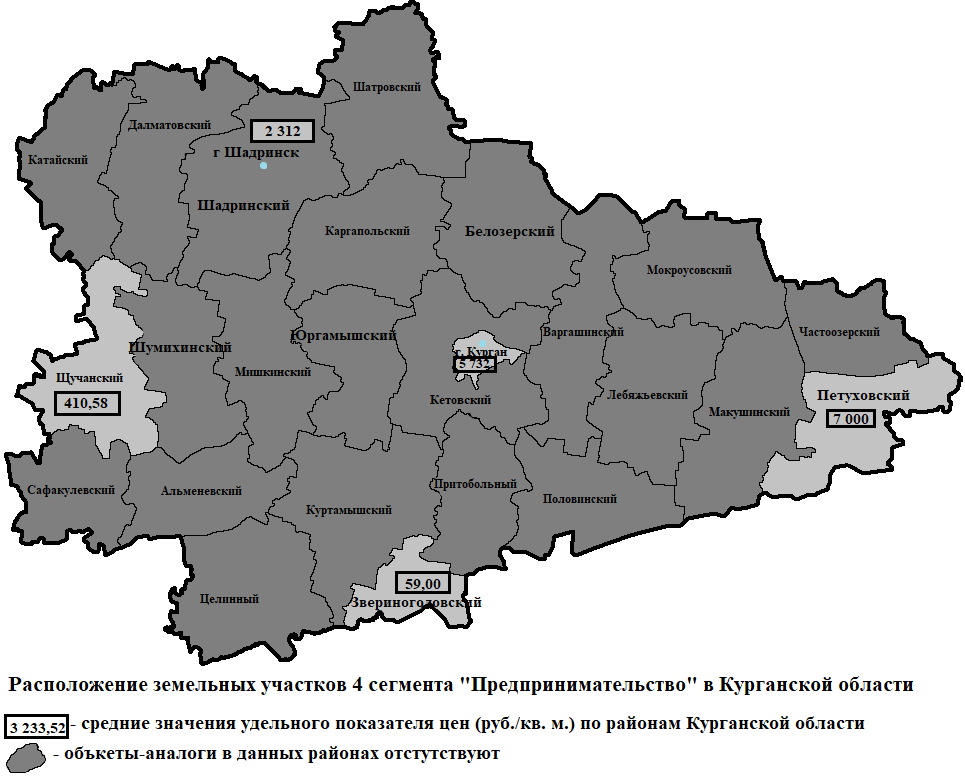 Шатровский
Далматовский
2 312
г Шадринск
Катайский
Шадринский
Каргапольский
Белозерский
Мокроусовский
Варгашинский
Частоозерский
Юргамышский
Шумихинский
г. Курган
5 732
Мишкинский
Щучанский
410,58
Кетовский
Лебяжьевский
Петуховский
7 000
Макушинский
Притобольный
Сафакулевский
Альменевский
Половинский
Куртамышский
59,00
Целинный
Звериноголовский
Расположение земельных участков 4 сегмента "Предпринимательство" в Курганской области
3 233,52 - средние значения удельного показателя цен (руб./кв. м.) по районам Курганской области
- объкеты-аналоги в данных районах отстутствуют